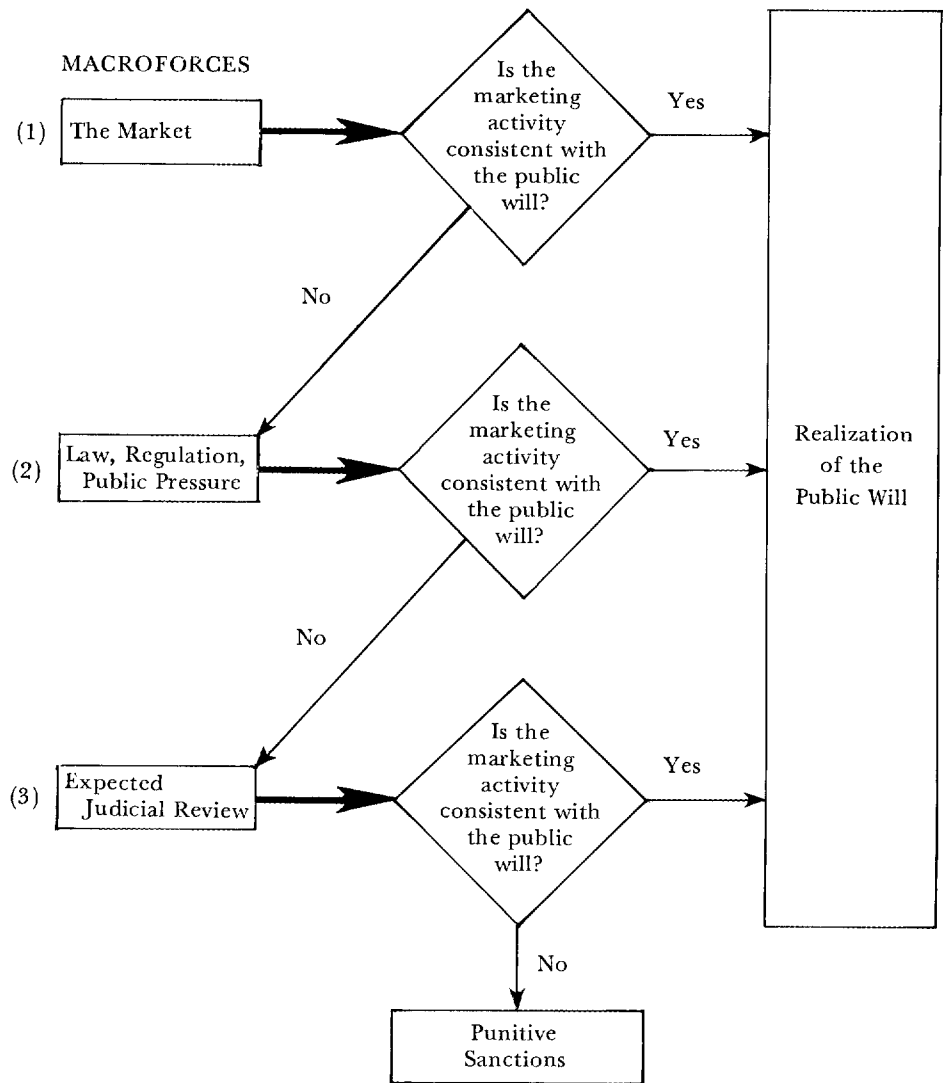 MACROFORCES
(1) The Market
Is the
marketing
activity
consistent with
the public
will?
Yes
No
(2) Law, Regulation,
Public Pressure
Is the
marketing
activity
consistent with
the public
will?
Yes
Realization
of the
Public Will
No
(3) Expected
Judicial Review
Is the
marketing
activity
consistent with
the public
will?
Yes
No
Punitive
Sanctions